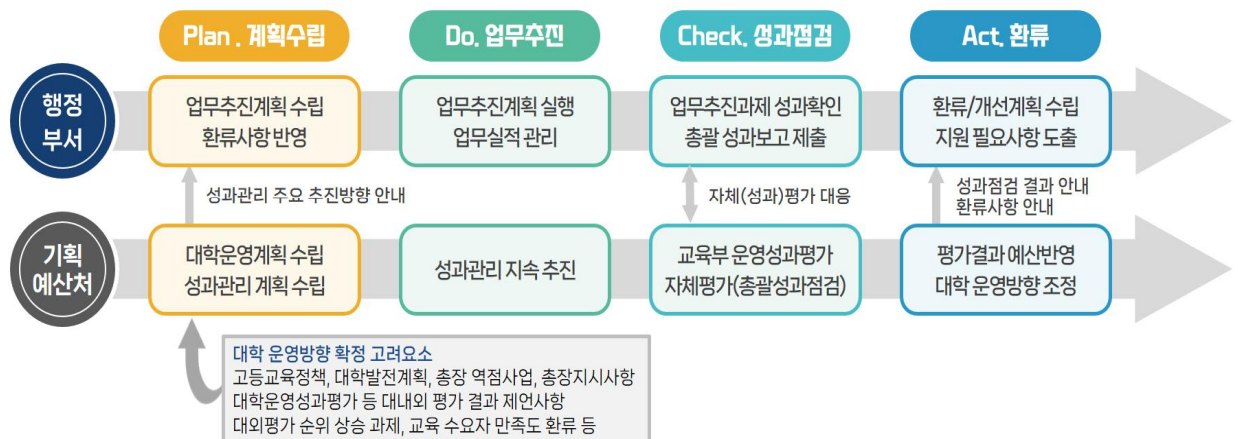 Plan. 계획수립
Do. 업무추진
Check. 성과점검
Act. 환류
행정
부서
업무추진계획 수립
환류사항 반영
업무추진계획 실행
업무실적 관리
업무추진과제 성과확인
총괄 성과보고 제출
환류/개선계획 수립
지원 필요사항 도출
성과관리 주요 추진방향 안내
자체(성과)평가 대응
성과점검 결과 안내
환류사항 안내
기획
예산처
대학운영계획 수립
성과관리 계획 수립
성과관리 지속 추진
교육부 운영성과평가
자체평가(총괄성과점검)
평가결과 예산반영
대학 운영방향 조정
대학 운영방향 확정 고려요소
고등교육정책, 대학발전계획, 총장 역점사업, 총장지시사항
대학운영성과평가 등 대내외 평가 결과 제언사항
대외평가 순위 상승 과제, 교육 수요자 만족도 환류 등